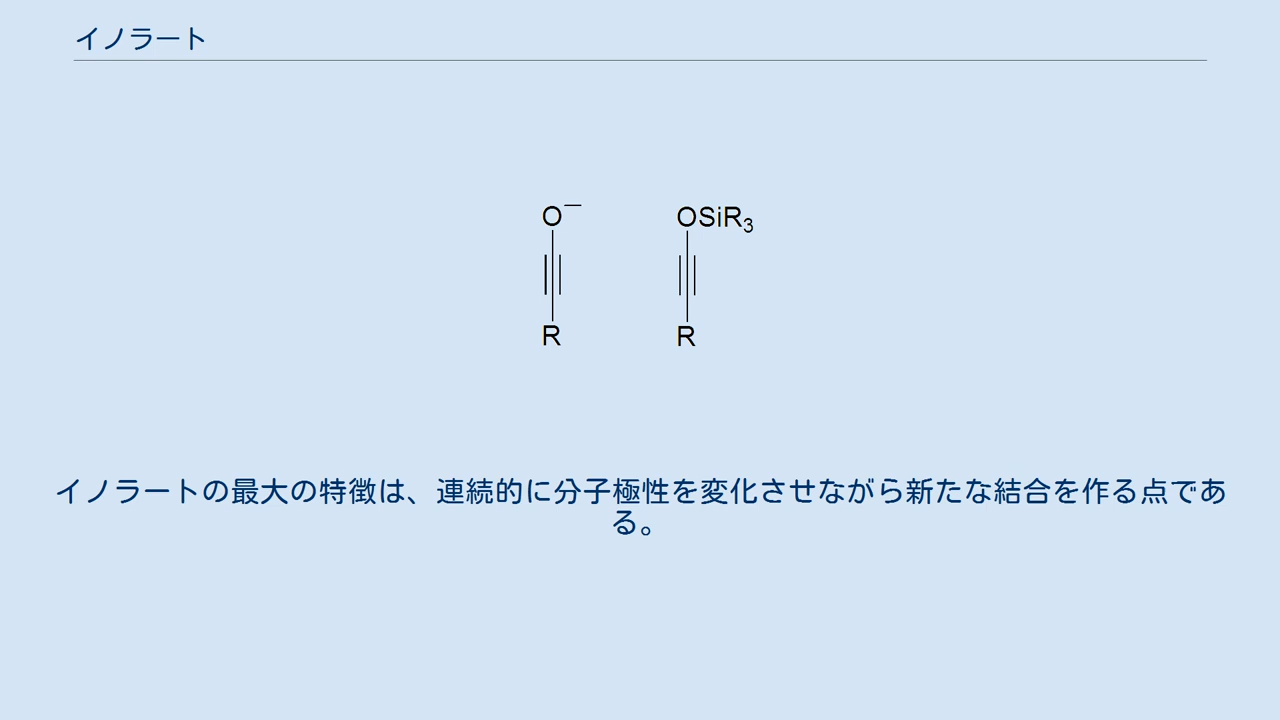 イノラート
O⁻ OSiR₃
R R
イノラートの最大の特徴は、連続的に分子極性を変化させながら新たな結合を作る点であ
る。